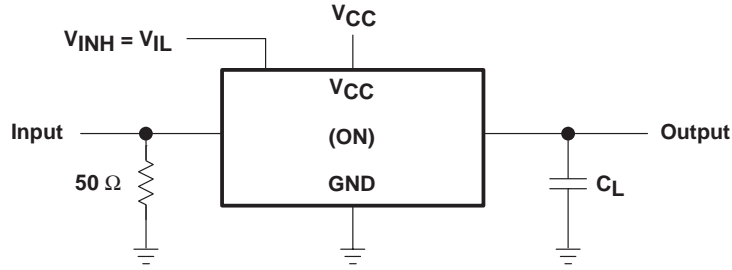 VCC
VINH = VIL
VCC
Input
(ON)
Output
50 Ω
GND
CL